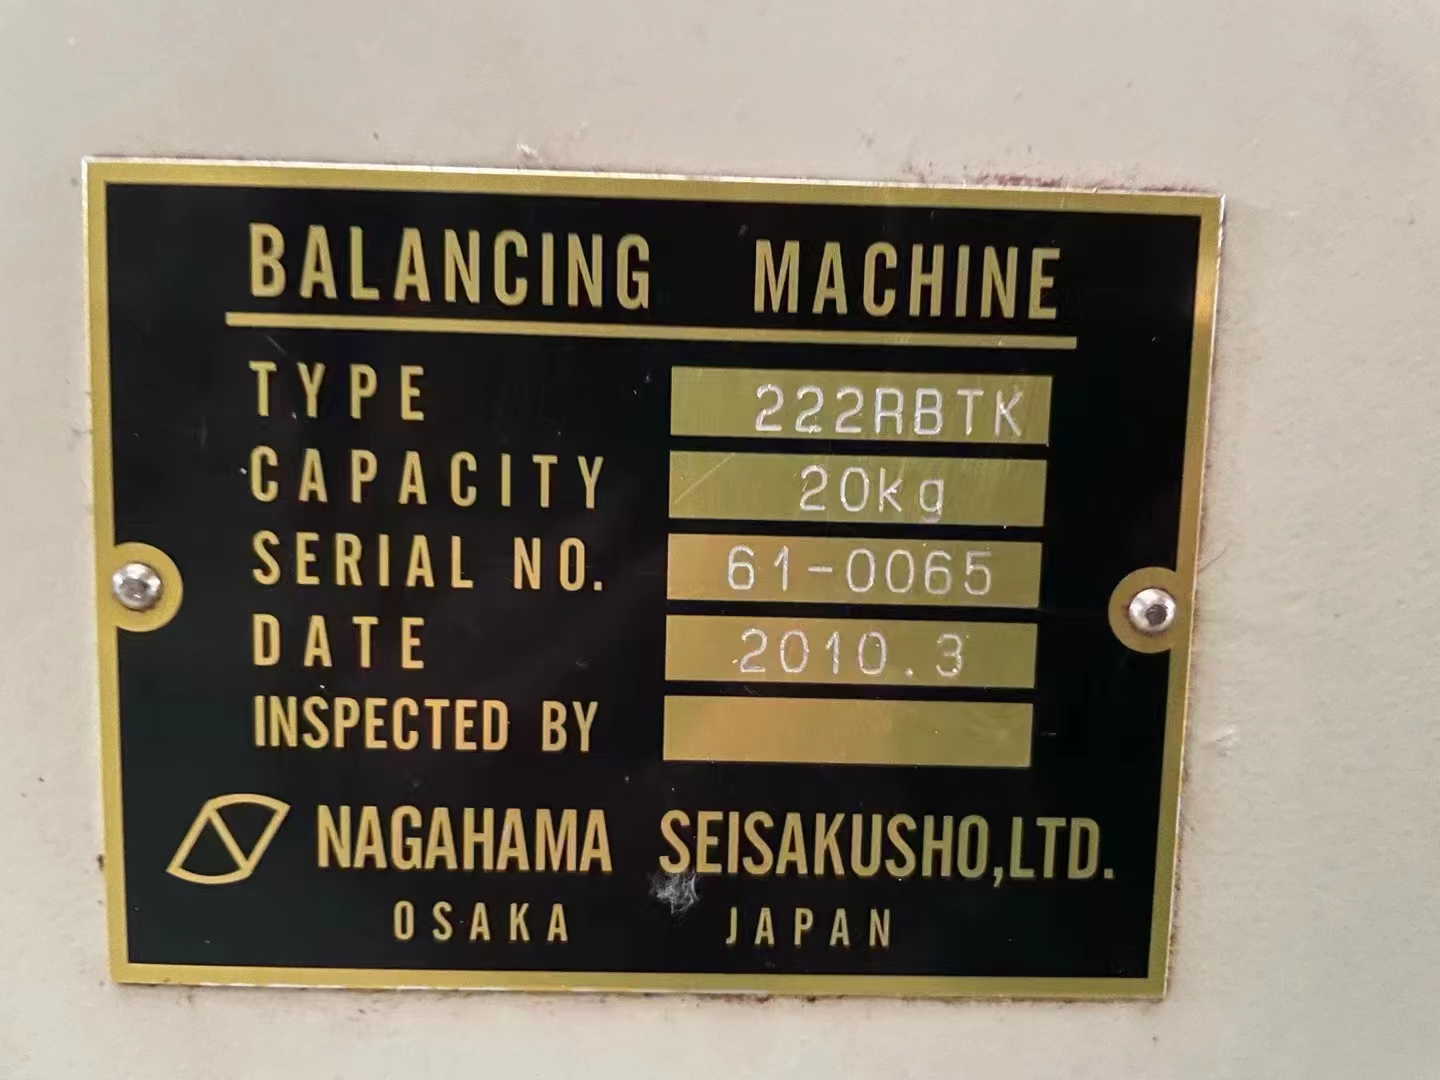 BALANCING MACHINE
TYPE 222RBTK
CAPACITY 20kg
SERIAL NO. 61-0065
DATE 2010.3
INSPECTED BY
NAGAHAMA SEISAKUSHO,LTD.
OSAKA JAPAN